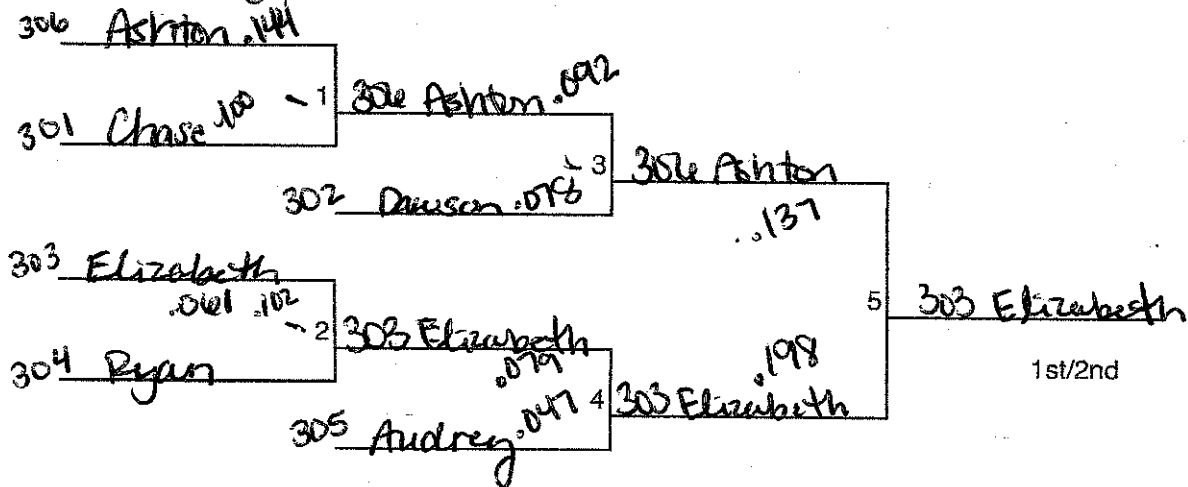 306 Ashton .144
301 Chase .100
1
306 Ashton .092
302 Dawson .078
3
306 Ashton
.137
303 Elizabeth
.061 .102
304 Ryan
2
303 Elizabeth
.079
305 Audrey .047
4
303 Elizabeth
.198
5
303 Elizabeth
1st/2nd